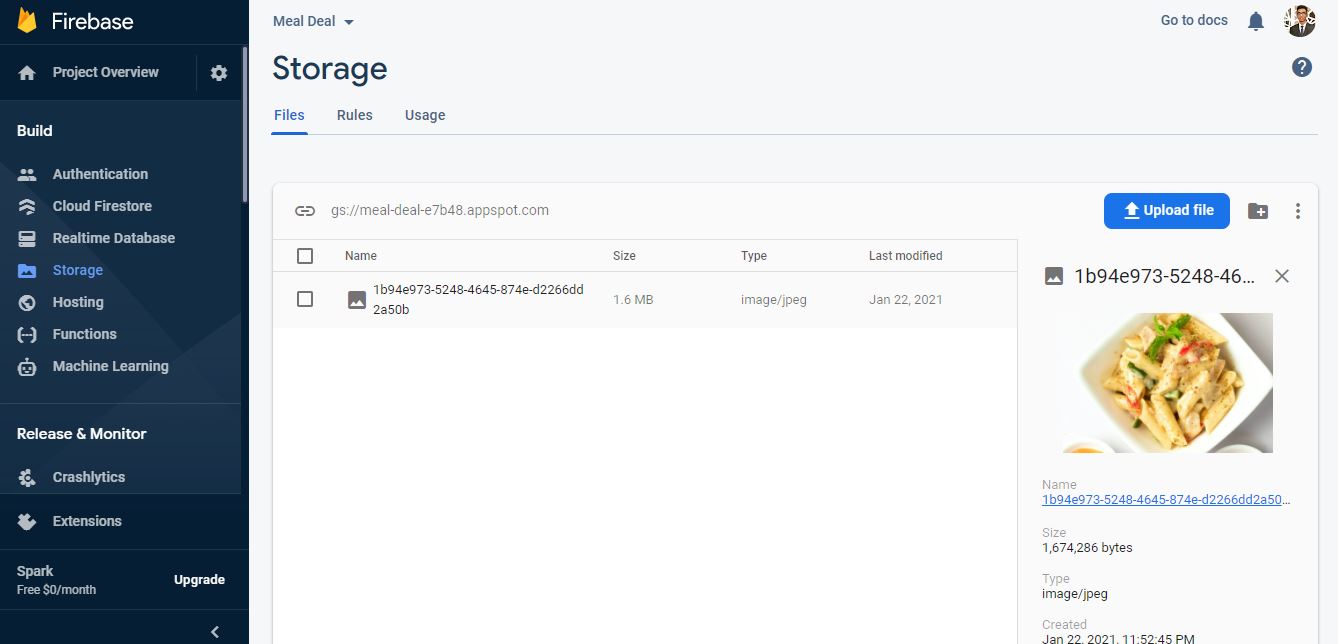 Firebase
Project Overview
Build
Authentication
Cloud Firestore
Realtime Database
Storage
Hosting
Functions
Machine Learning
Release & Monitor
Crashlytics
Extensions
Spark
Free $0/month
Upgrade
Meal Deal
Go to docs
Storage
?
Files Rules Usage
gs://meal-deal-e7b48.appspot.com
Upload file
Name Size Type Last modified
1b94e973-5248-4645-874e-d2266dd
2a50b
1.6 MB image/jpeg Jan 22, 2021
1b94e973-5248-46...
Name
1b94e973-5248-4645-874e-d2266dd2a50...
Size
1,674,286 bytes
Type
image/jpeg
Created
Jan 22, 2021, 11:52:45 PM